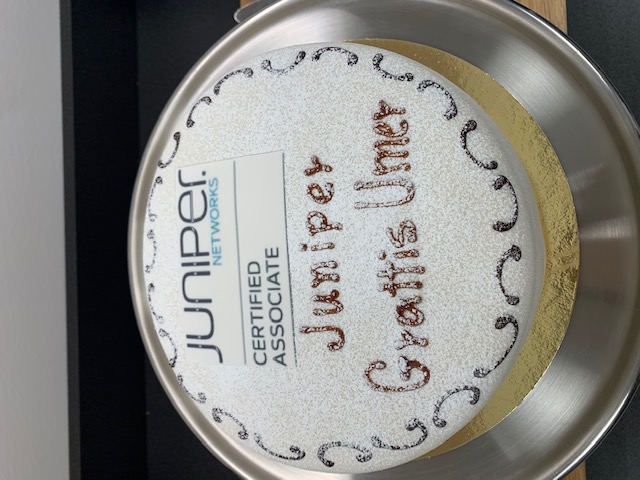 JUNIPEr
NETWORKS
CERTIFIED
ASSOCIATE
Juniper
Grattis Umer